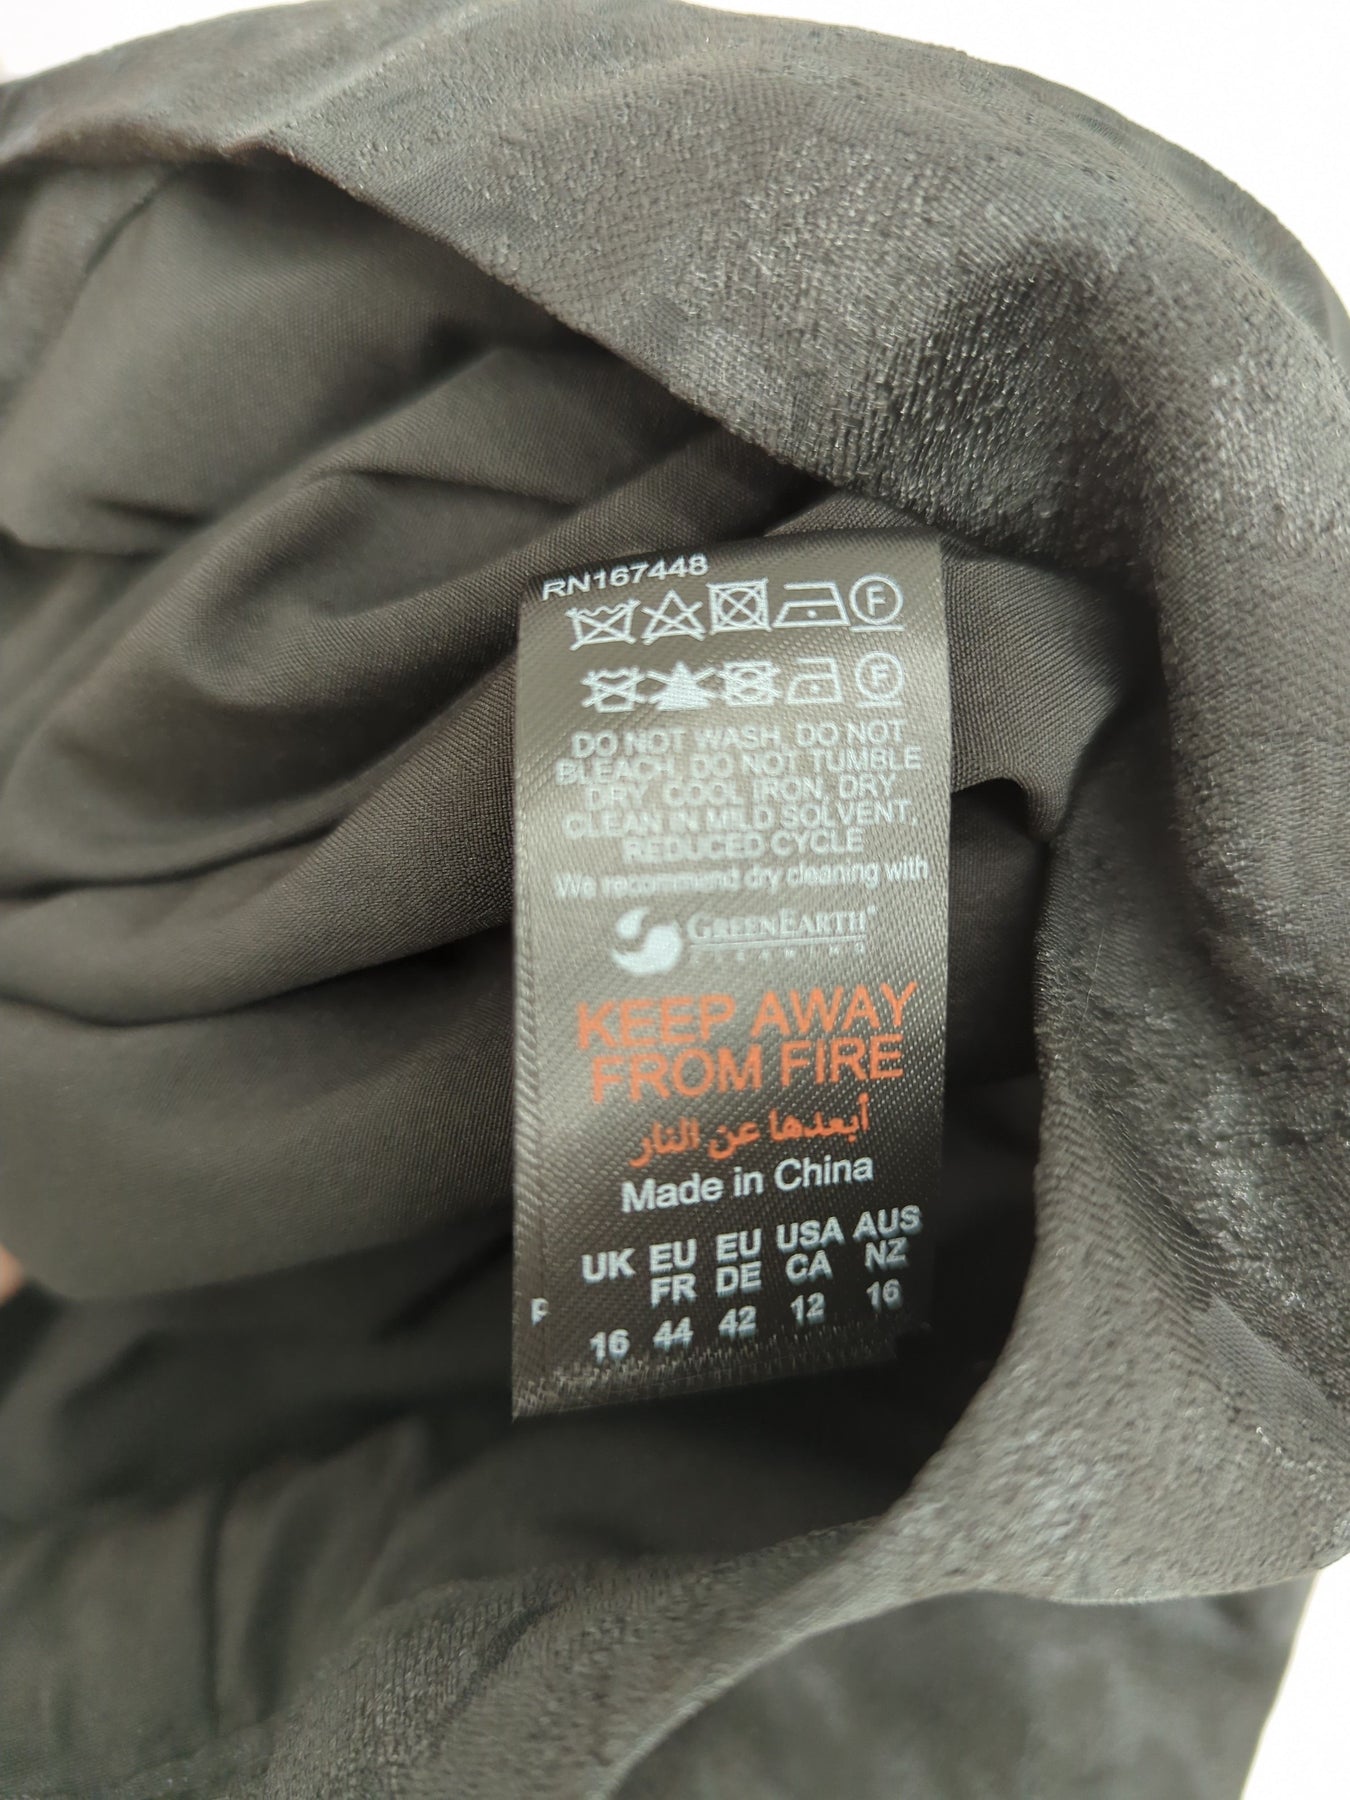 RN167448
F
F
DO NOT WASH, DO NOT
BLEACH, DO NOT TUMBLE
DRY, COOL IRON, DRY
CLEAN IN MILD SOLVENT,
REDUCED CYCLE
We recommend dry cleaning with
GREENEARTH®
CLEANING
KEEP AWAY
FROM FIRE
أبعدها عن النار
Made in China
UK EU EU USA AUS
FR DE CA NZ
16 44 42 12 16